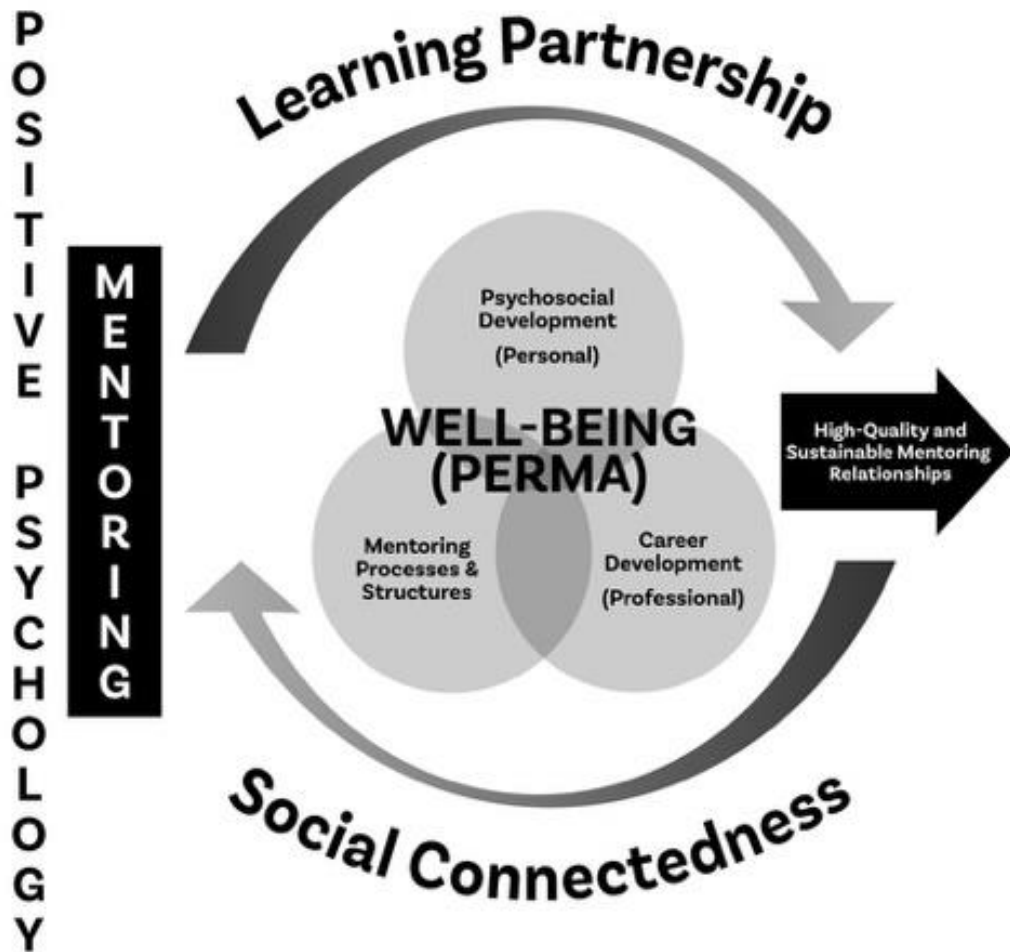 POSITIVE PSYCHOLOGY
MENTORING
Learning Partnership
Psychosocial
Development
(Personal)
WELL-BEING
(PERMA)
Mentoring
Processes &
Structures
Career
Development
(Professional)
High-Quality and
Sustainable Mentoring
Relationships
Social Connectedness